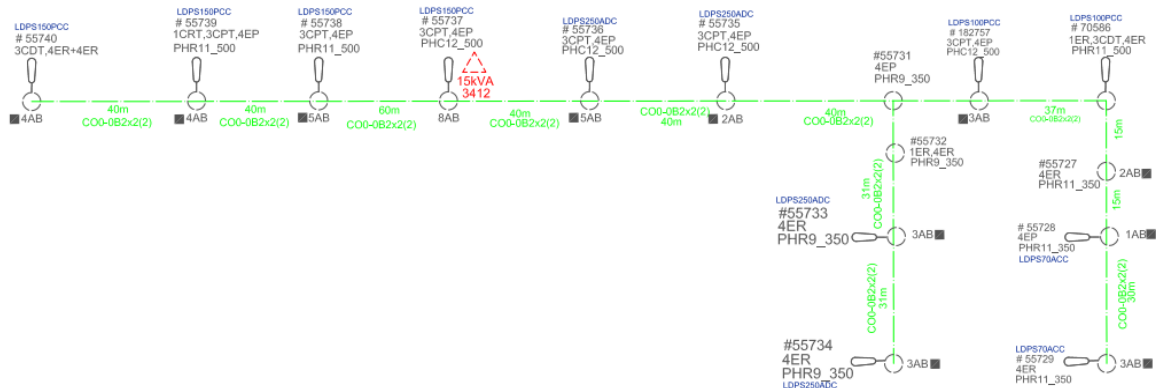 LDPS150PCC
# 55740
3CDT,4ER+4ER
LDPS150PCC
# 55739
1CRT,3CPT,4EP
PHR11_500
LDPS150PCC
# 55738
3CPT,4EP
PHR11_500
LDPS150PCC
# 55737
3CPT,4EP
PHC12_500
LDPS250ADC
# 55736
3CPT,4EP
PHC12_500
LDPS250ADC
# 55735
3CPT,4EP
PHC12_500
#55731
4EP
PHR9_350
LDPS100PCC
# 182757
3CPT,4EP
PHC12_500
LDPS100PCC
# 70586
1ER,3CDT,4ER
PHR11_500
15kVA
3412
4AB
40m
CO0-0B2x2(2)
4AB
40m
CO0-0B2x2(2)
5AB
60m
CO0-0B2x2(2)
8AB
40m
CO0-0B2x2(2)
5AB
CO0-0B2x2(2)
40m
2AB
40m
CO0-0B2x2(2)
3AB
37m
CO0-0B2x2(2)
15m
#55732
1ER,4ER
PHR9_350
31m
CO0-0B2x2(2)
#55727
4ER
PHR11_350
2AB
15m
LDPS250ADC
#55733
4ER
PHR9_350
3AB
# 55728
4EP
PHR11_350
LDPS70ACC
1AB
CO0-0B2x2(2)
31m
CO0-0B2x2(2)
30m
#55734
4ER
PHR9_350
LDPS250ADC
3AB
LDPS70ACC
# 55729
4ER
PHR11_350
3AB